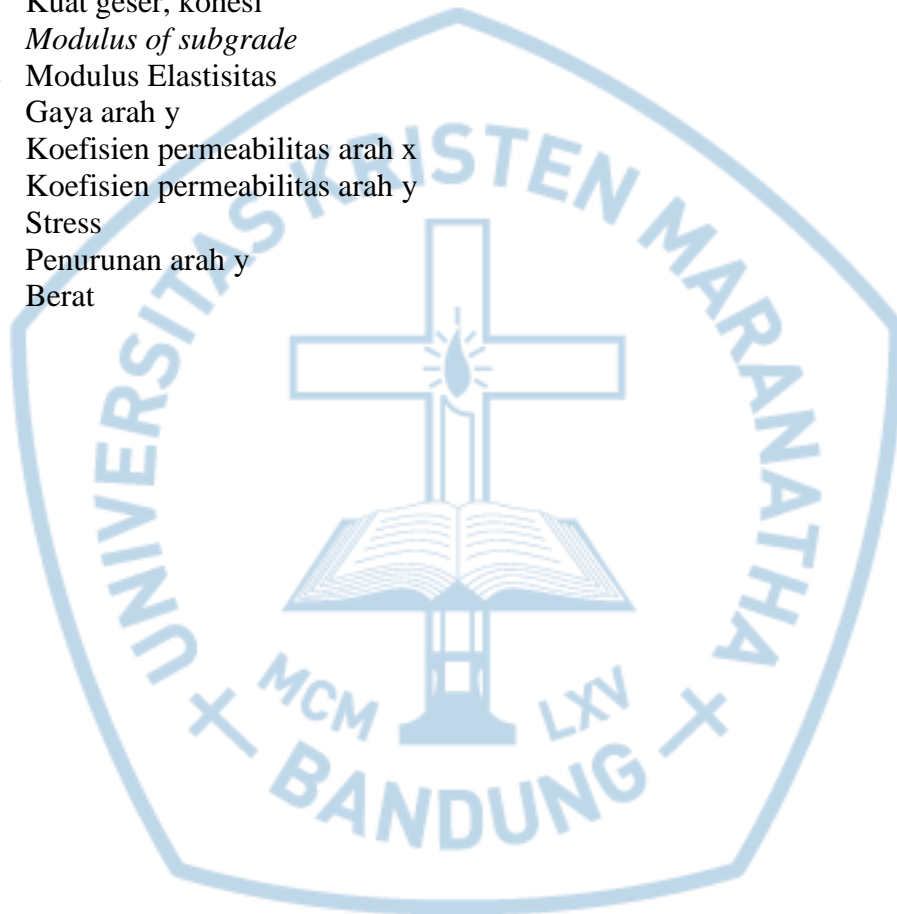 Kuat geser, kohesi
Modulus of subgrade
Modulus Elastisitas
Gaya arah y
Koefisien permeabilitas arah x
Koefisien permeabilitas arah y
Stress
Penurunan arah y
Berat
UNIVERSITAS KRISTEN MARANATHA
MCM LXV
BANDUNG